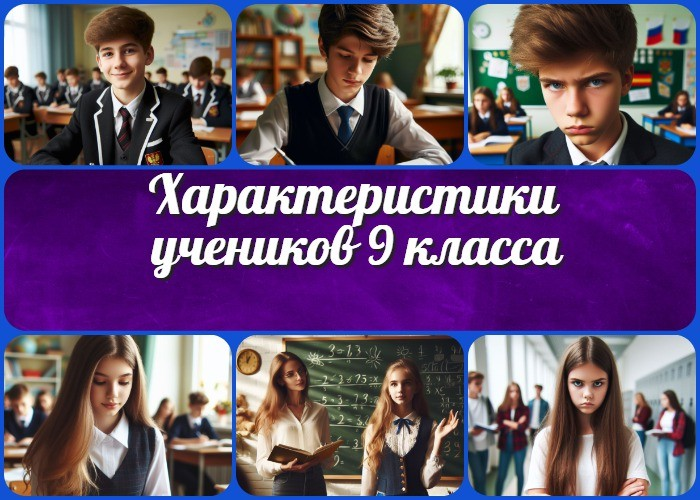 Характеристики
учеников 9 класса